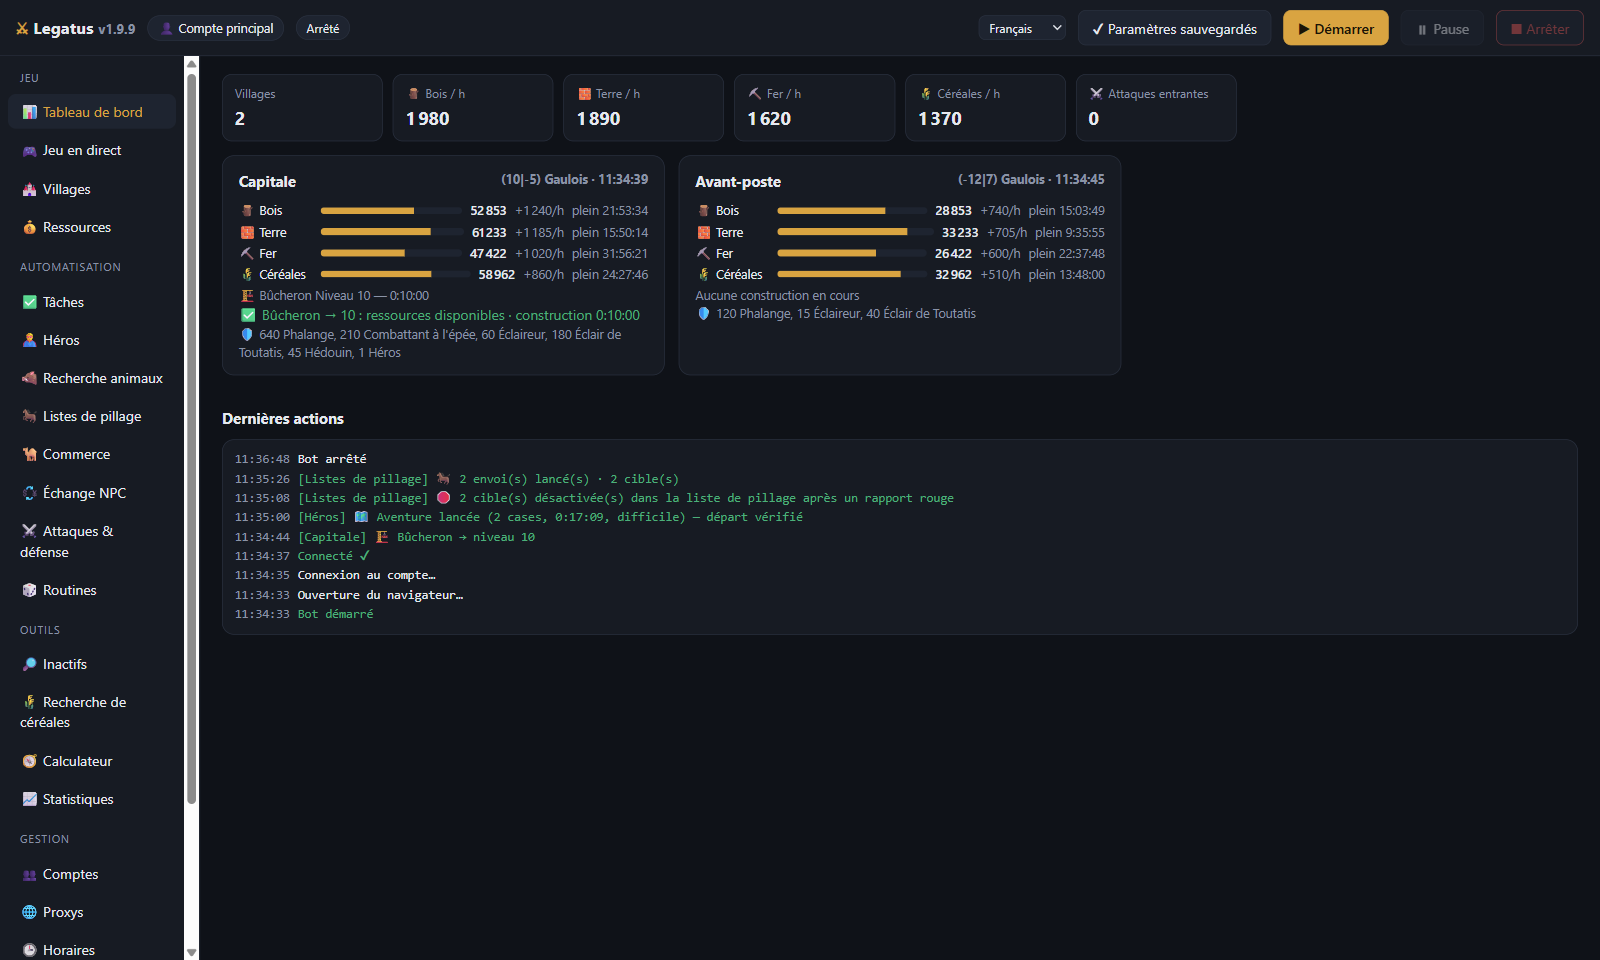 Legatus v1.9.9
Compte principal
Arrêté
Français
✓ Paramètres sauvegardés
Démarrer
Pause
Arrêter
JEU
Tableau de bord
Jeu en direct
Villages
Ressources
AUTOMATISATION
Tâches
Héros
Recherche animaux
Listes de pillage
Commerce
Échange NPC
Attaques &
défense
Routines
OUTILS
Inactifs
Recherche de
céréales
Calculateur
Statistiques
GESTION
Comptes
Proxys
Horaires
Villages
2
Bois / h
1 980
Terre / h
1 890
Fer / h
1 620
Céréales / h
1 370
Attaques entrantes
0
Capitale (10|-5) Gaulois · 11:34:39
Bois 52 853 +1 240/h plein 21:53:34
Terre 61 233 +1 185/h plein 15:50:14
Fer 47 422 +1 020/h plein 31:56:21
Céréales 58 962 +860/h plein 24:27:46
Bûcheron Niveau 10 — 0:10:00
Bûcheron → 10 : ressources disponibles · construction 0:10:00
640 Phalange, 210 Combattant à l'épée, 60 Éclaireur, 180 Éclair de
Toutatis, 45 Hédouin, 1 Héros
Avant-poste (-12|7) Gaulois · 11:34:45
Bois 28 853 +740/h plein 15:03:49
Terre 33 233 +705/h plein 9:35:55
Fer 26 422 +600/h plein 22:37:48
Céréales 32 962 +510/h plein 13:48:00
Aucune construction en cours
120 Phalange, 15 Éclaireur, 40 Éclair de Toutatis
Dernières actions
11:36:48 Bot arrêté
11:35:26 [Listes de pillage] 2 envoi(s) lancé(s) · 2 cible(s)
11:35:08 [Listes de pillage] 2 cible(s) désactivée(s) dans la liste de pillage après un rapport rouge
11:35:00 [Héros] Aventure lancée (2 cases, 0:17:09, difficile) — départ vérifié
11:34:44 [Capitale] Bûcheron → niveau 10
11:34:37 Connecté ✓
11:34:35 Connexion au compte…
11:34:33 Ouverture du navigateur…
11:34:33 Bot démarré